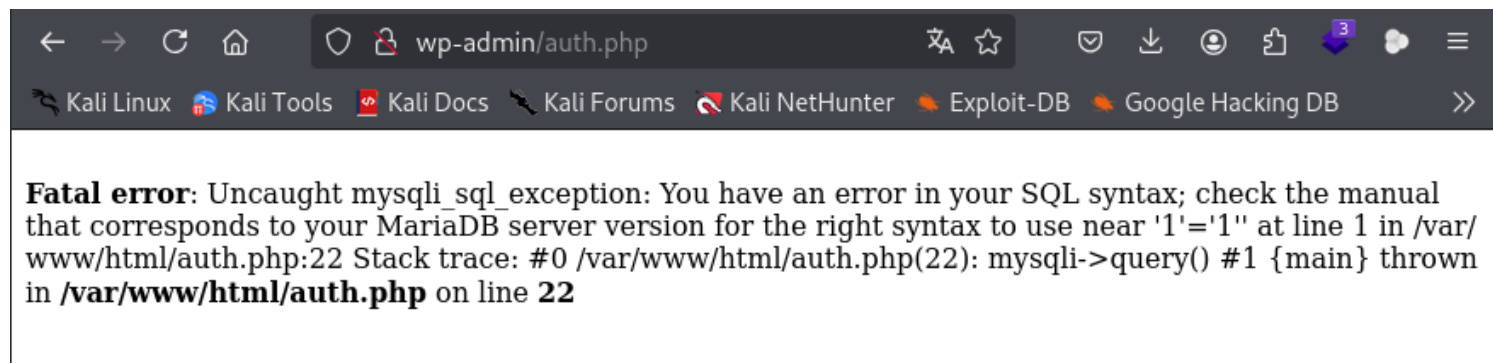 wp-admin/auth.php
3
Kali Linux Kali Tools Kali Docs Kali Forums Kali NetHunter Exploit-DB Google Hacking DB
Fatal error: Uncaught mysqli_sql_exception: You have an error in your SQL syntax; check the manual
that corresponds to your MariaDB server version for the right syntax to use near '1'='1'' at line 1 in /var/
www/html/auth.php:22 Stack trace: #0 /var/www/html/auth.php(22): mysqli->query() #1 {main} thrown
in /var/www/html/auth.php on line 22